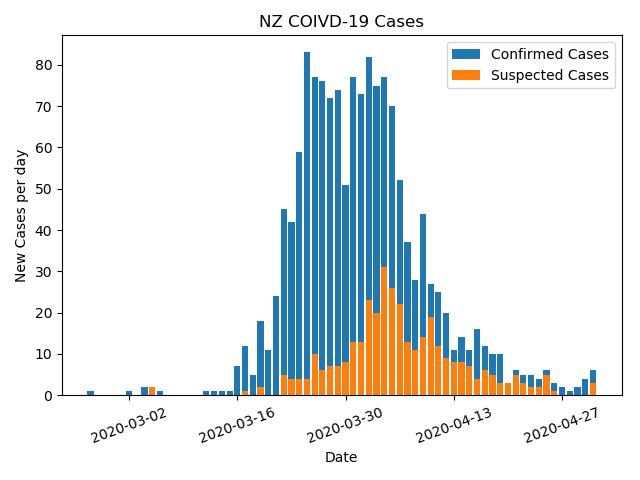 NZ COIVD-19 Cases
Confirmed Cases
Suspected Cases
New Cases per day
80
70
60
50
40
30
20
10
0
2020-03-02
2020-03-16
2020-03-30
2020-04-13
2020-04-27
Date